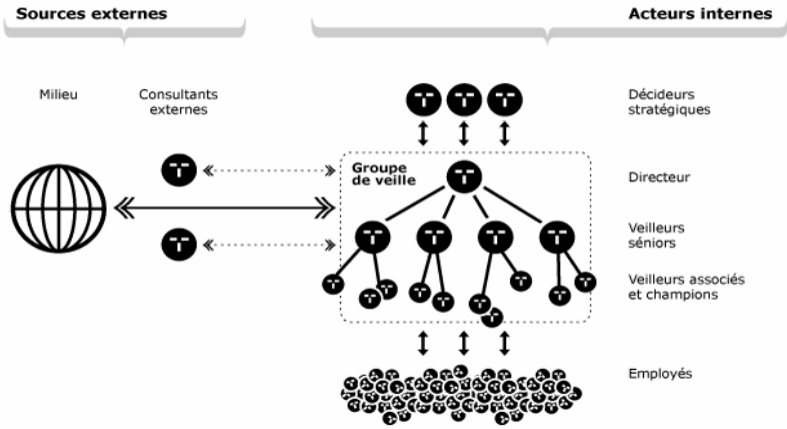 Sources externes
Acteurs internes
Milieu
Consultants
externes
Décideurs
stratégiques
Groupe
de veille
Directeur
Veilleurs
séniors
Veilleurs associés
et champions
Employés